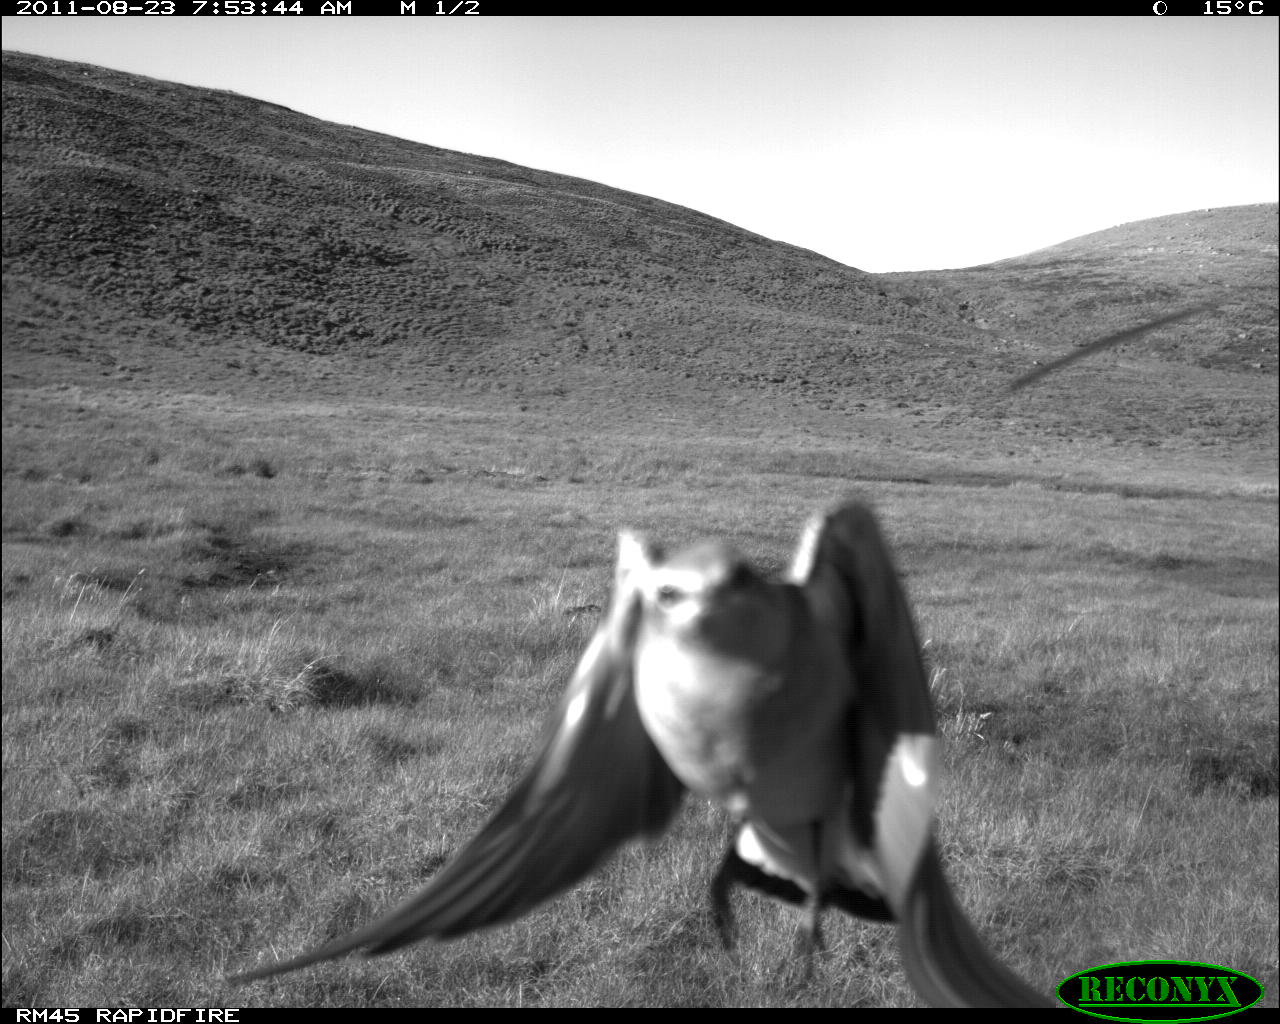 2011-08-23 7:53:44 AM M 1/2 15°C
RECONYX
RM45 RAPIDFIRE